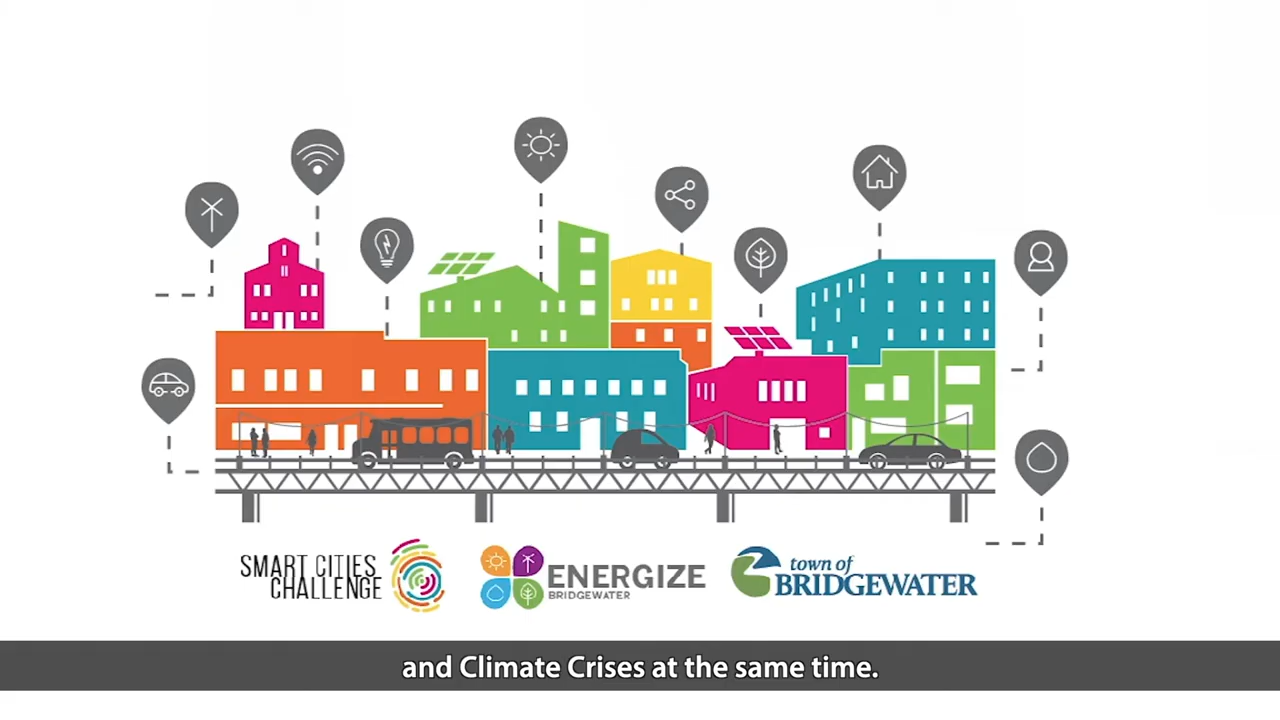 SMART CITIES
CHALLENGE
ENERGIZE
BRIDGEWATER
town of
BRIDGEWATER
and Climate Crises at the same time.